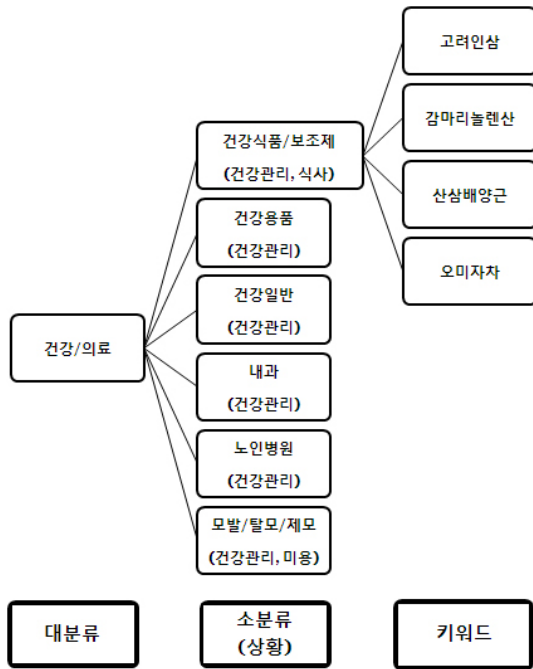 고려인삼
감마리놀렌산
산삼배양근
오미자차
건강식품/보조제
(건강관리, 식사)
건강용품
(건강관리)
건강일반
(건강관리)
내과
(건강관리)
노인병원
(건강관리)
모발/탈모/제모
(건강관리, 미용)
건강/의료
대분류
소분류
(상황)
키워드